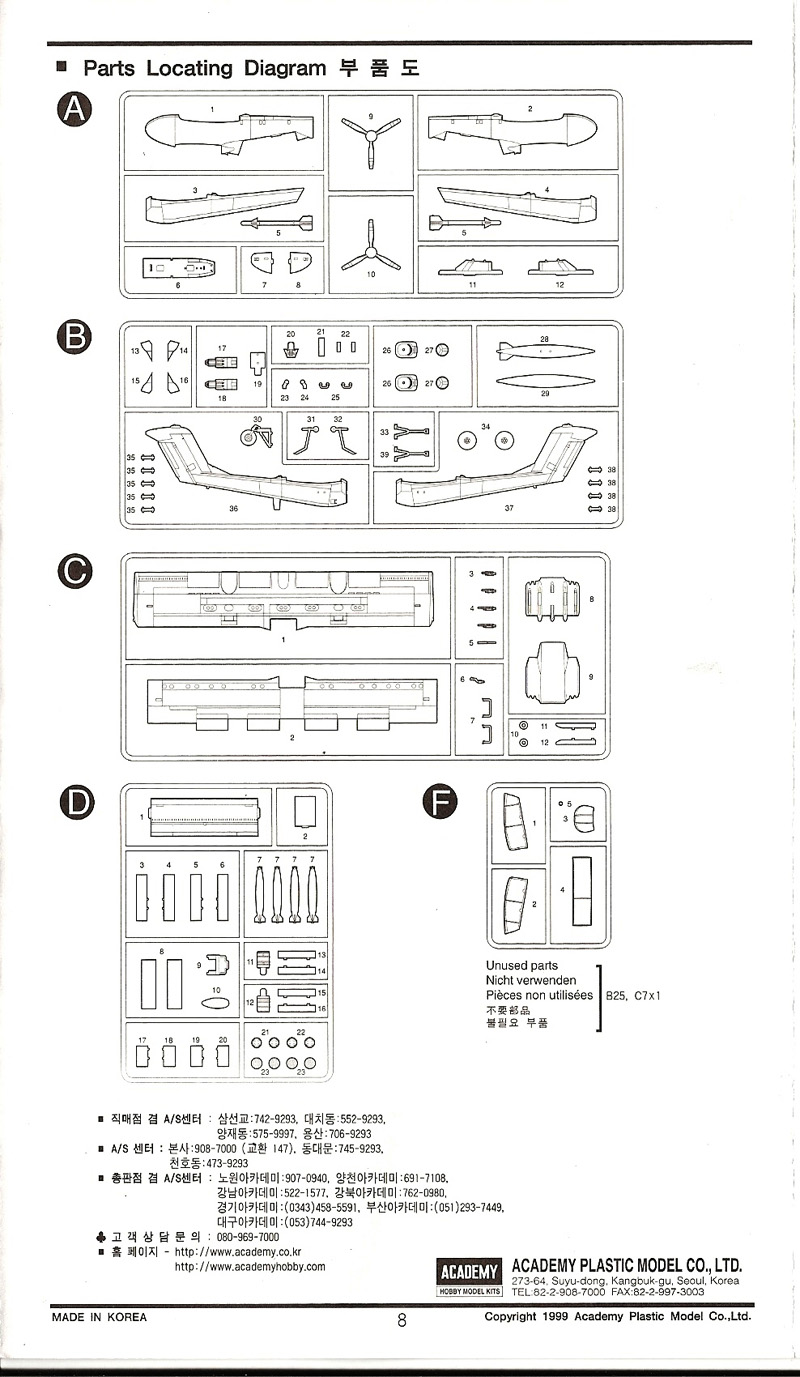 ■ Parts Locating Diagram 부 품 도
A
1
9
2
3
5
4
5
10
6
7 8
11 12
B
13 14
15 16
17
18
19
20 21 22
23 24 25
26 27
26 27
28
29
30
31 32
33
39
34
35
35
35
35
35
36
37
38
38
38
38
C
1
2
3
4
5
6
7
8
9
10
11
12
D
1
2
3 4 5 6
7 7 7 7
8
9
10
11
12
13
14
15
16
17 18 19 20
21 22
23 23
F
1
2
5
3
4
Unused parts
Nicht verwenden
Pièces non utilisées
不要部品
불필요 부품
B25, C7x1
■ 직매점 겸 A/S센터 : 삼선교:742-9293, 대치동:552-9293,
양재동:575-9997, 용산:706-9293
■ A/S 센터 : 본사:908-7000 (교환 147), 동대문:745-9293,
천호동:473-9293
■ 총판점 겸 A/S센터 : 노원아카데미:907-0940, 양천아카데미:691-7108,
강남아카데미:522-1577, 강북아카데미:762-0980,
경기아카데미:(0343)458-5591, 부산아카데미:(051)293-7449,
대구아카데미:(053)744-9293
♣ 고 객 상 담 문 의 : 080-969-7000
■ 홈 페이지 - http://www.academy.co.kr
http://www.academyhobby.com
ACADEMY
HOBBY MODEL KITS
ACADEMY PLASTIC MODEL CO., LTD.
273-64, Suyu-dong, Kangbuk-gu, Seoul, Korea
TEL:82-2-908-7000 FAX:82-2-997-3003
MADE IN KOREA
8
Copyright 1999 Academy Plastic Model Co.,Ltd.